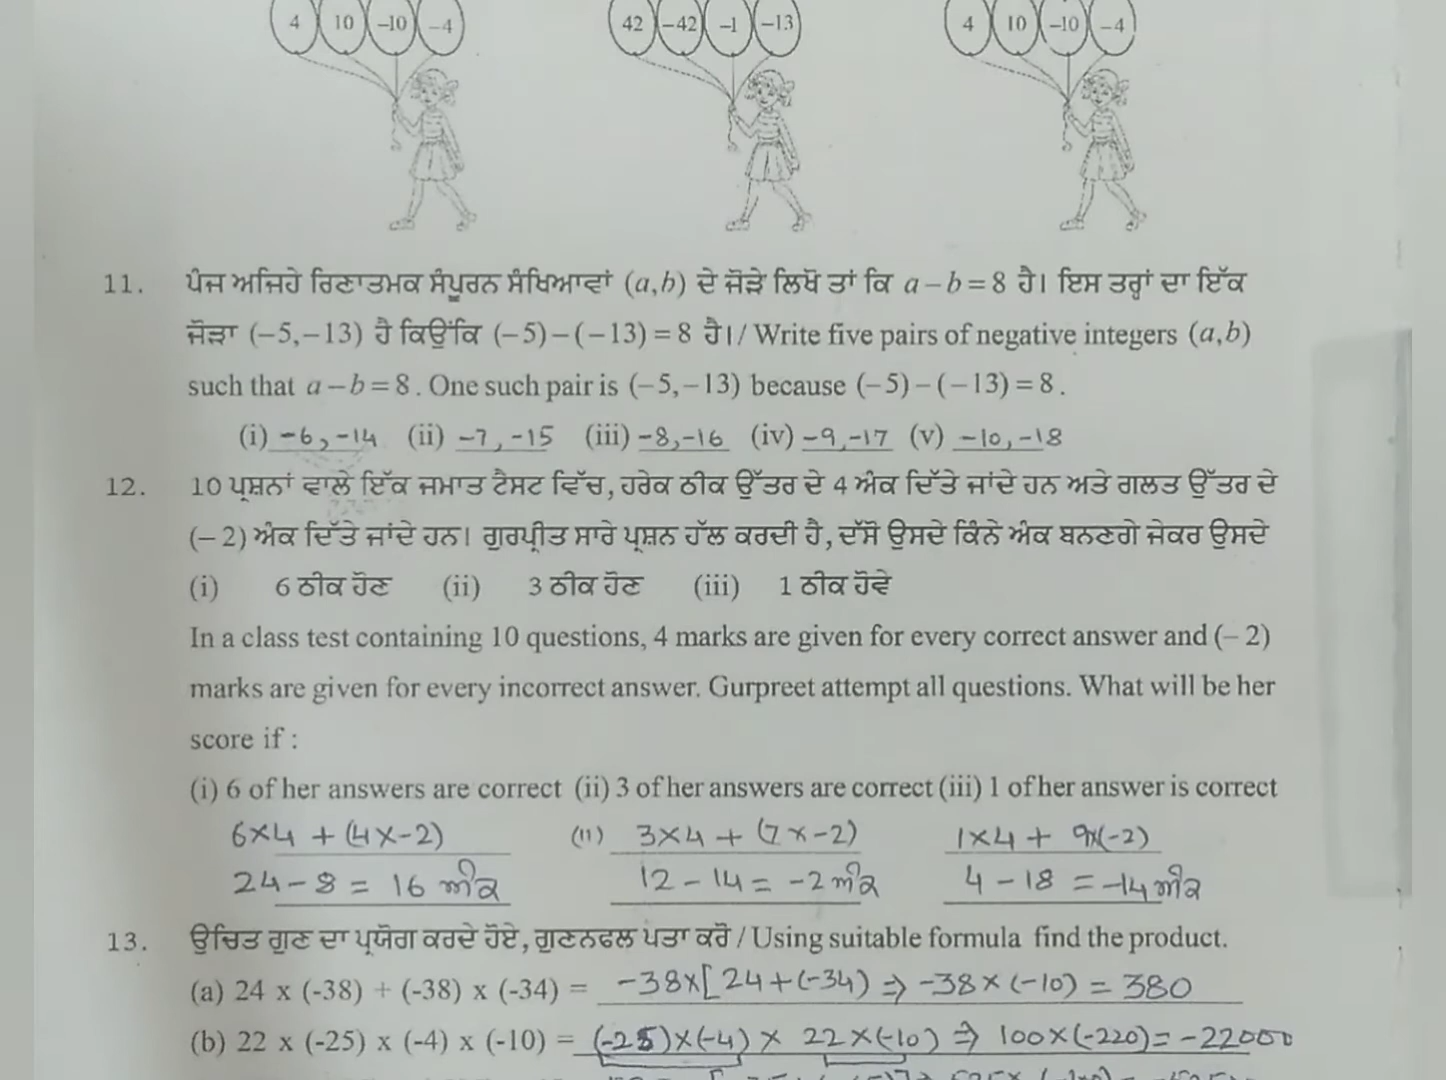 4 10 -10 -4 42 -42 -1 -13 4 10 -10 -4
11. ਪੰਜ ਅਜਿਹੇ ਰਿਣਾਤਮਕ ਸੰਪੂਰਨ ਸੰਖਿਆਵਾਂ (a,b) ਦੇ ਜੋੜੇ ਲਿਖੋ ਤਾਂ ਕਿ a – b = 8 ਹੈ। ਇਸ ਤਰ੍ਹਾਂ ਦਾ ਇੱਕ
ਜੋੜਾ (– 5, – 13) ਹੈ ਕਿਉਂਕਿ (– 5) – (– 13) = 8 ਹੈ। / Write five pairs of negative integers (a,b)
such that a – b = 8 . One such pair is (– 5, – 13) because (– 5) – (– 13) = 8 .
(i) -6, -14 (ii) -7, -15 (iii) -8, -16 (iv) -9, -17 (v) -10, -18
12. 10 ਪ੍ਰਸ਼ਨਾਂ ਵਾਲੇ ਇੱਕ ਜਮਾਤ ਟੈਸਟ ਵਿੱਚ, ਹਰੇਕ ਠੀਕ ਉੱਤਰ ਦੇ 4 ਅੰਕ ਦਿੱਤੇ ਜਾਂਦੇ ਹਨ ਅਤੇ ਗਲਤ ਉੱਤਰ ਦੇ
(– 2) ਅੰਕ ਦਿੱਤੇ ਜਾਂਦੇ ਹਨ। ਗੁਰਪ੍ਰੀਤ ਸਾਰੇ ਪ੍ਰਸ਼ਨ ਹੱਲ ਕਰਦੀ ਹੈ, ਦੱਸੋ ਉਸਦੇ ਕਿੰਨੇ ਅੰਕ ਬਨਣਗੇ ਜੇਕਰ ਉਸਦੇ
(i) 6 ਠੀਕ ਹੋਣ (ii) 3 ਠੀਕ ਹੋਣ (iii) 1 ਠੀਕ ਹੋਵੇ
In a class test containing 10 questions, 4 marks are given for every correct answer and (– 2)
marks are given for every incorrect answer. Gurpreet attempt all questions. What will be her
score if :
(i) 6 of her answers are correct (ii) 3 of her answers are correct (iii) 1 of her answer is correct
6×4 + (4×-2) (11) 3×4 + (7×-2) 1×4 + 9×(-2)
24 - 8 = 16 ਅੰਕ 12 - 14 = -2 ਅੰਕ 4 - 18 = -14 ਅੰਕ
13. ਉਚਿਤ ਗੁਣ ਦਾ ਪ੍ਰਯੋਗ ਕਰਦੇ ਹੋਏ, ਗੁਣਨਫਲ ਪਤਾ ਕਰੋ / Using suitable formula find the product.
(a) 24 x (-38) + (-38) x (-34) = -38×[24+(-34) ⇒ -38×(-10) = 380
(b) 22 x (-25) x (-4) x (-10) = (-25)×(-4) × 22×(-10) ⇒ 100×(-220) = -22000